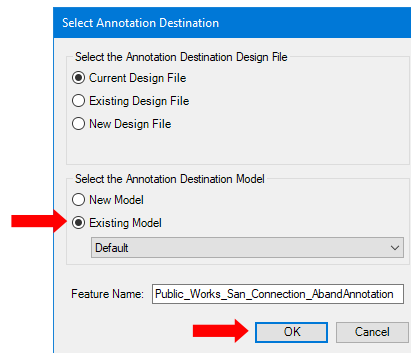 Select Annotation Destination
Select the Annotation Destination Design File
Current Design File
Existing Design File
New Design File
Select the Annotation Destination Model
New Model
Existing Model
Default
Feature Name: Public_Works_San_Connection_AbandAnnotation
OK Cancel